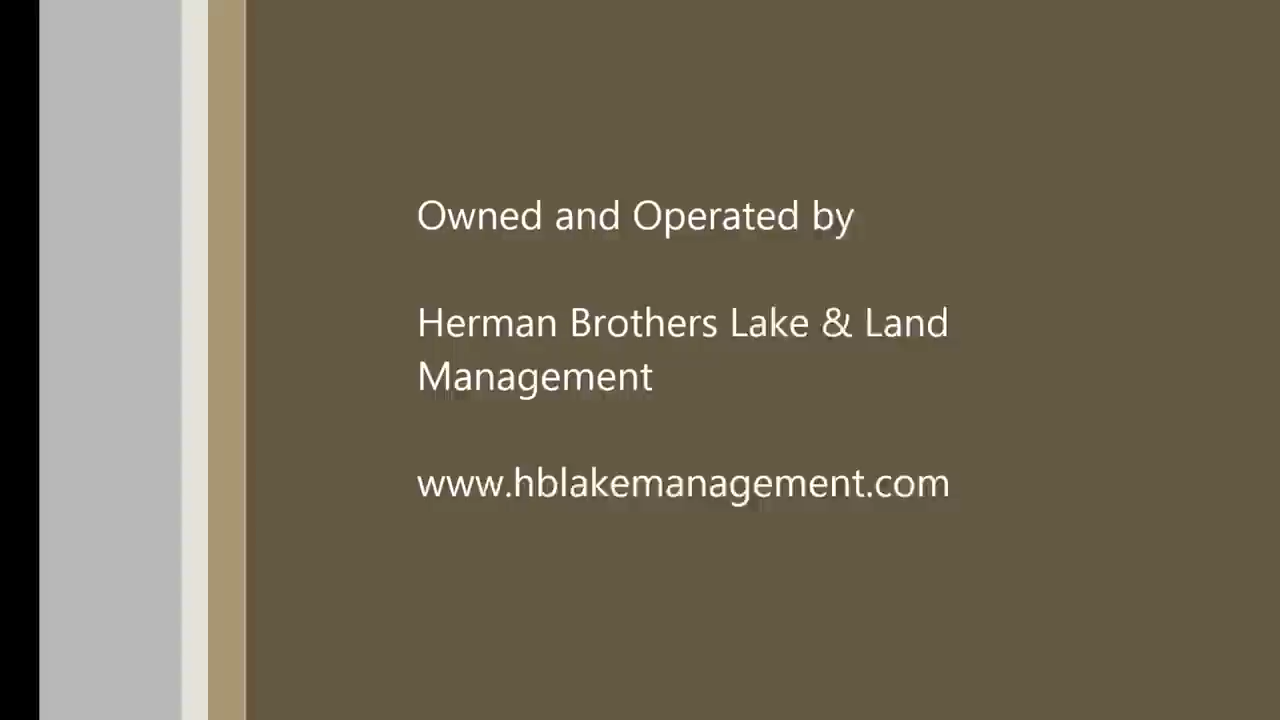 Owned and Operated by
Herman Brothers Lake & Land
Management
www.hblakemanagement.com